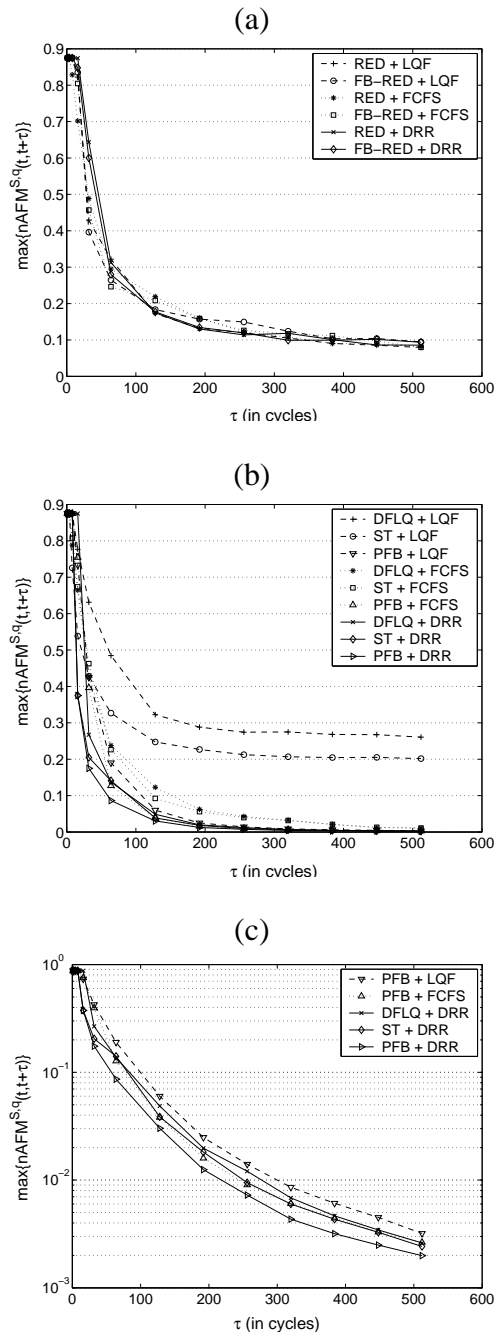 (a)
0.9
0.8
0.7
0.6
0.5
0.4
0.3
0.2
0.1
0
max{nAFM^{S,q}(t,t+τ)}
RED + LQF
FB−RED + LQF
RED + FCFS
FB−RED + FCFS
RED + DRR
FB−RED + DRR
0 100 200 300 400 500 600
τ (in cycles)
(b)
0.9
0.8
0.7
0.6
0.5
0.4
0.3
0.2
0.1
0
max{nAFM^{S,q}(t,t+τ)}
DFLQ + LQF
ST + LQF
PFB + LQF
DFLQ + FCFS
ST + FCFS
PFB + FCFS
DFLQ + DRR
ST + DRR
PFB + DRR
0 100 200 300 400 500 600
τ (in cycles)
(c)
10^0
10^{−1}
10^{−2}
10^{−3}
max{nAFM^{S,q}(t,t+τ)}
PFB + LQF
PFB + FCFS
DFLQ + DRR
ST + DRR
PFB + DRR
0 100 200 300 400 500 600
τ (in cycles)